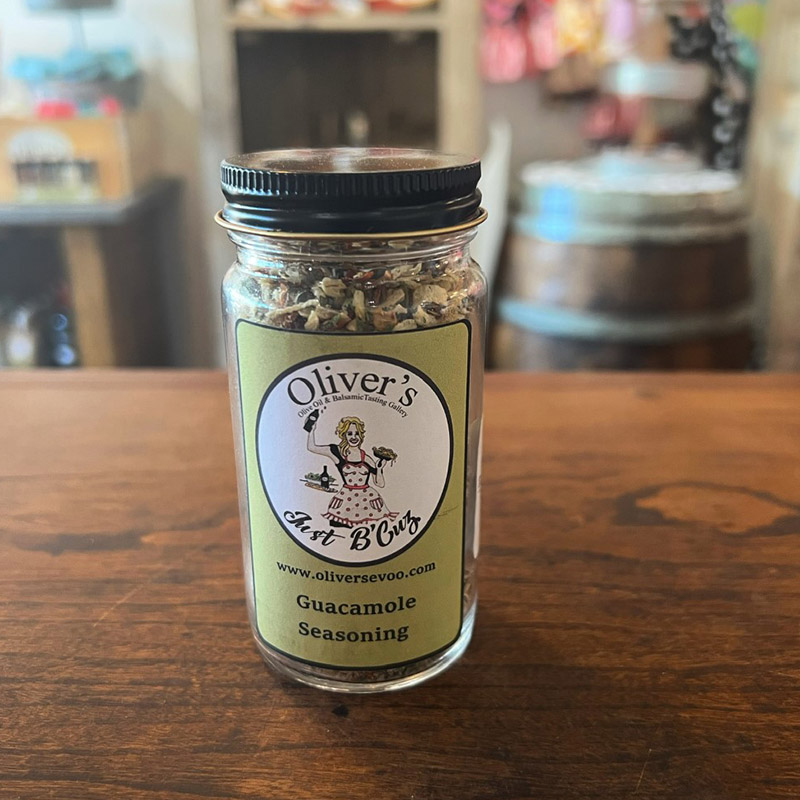 Oliver's
Olive Oil & Balsamic Tasting Gallery
Just B'Cuz
www.oliversevoo.com
Guacamole
Seasoning